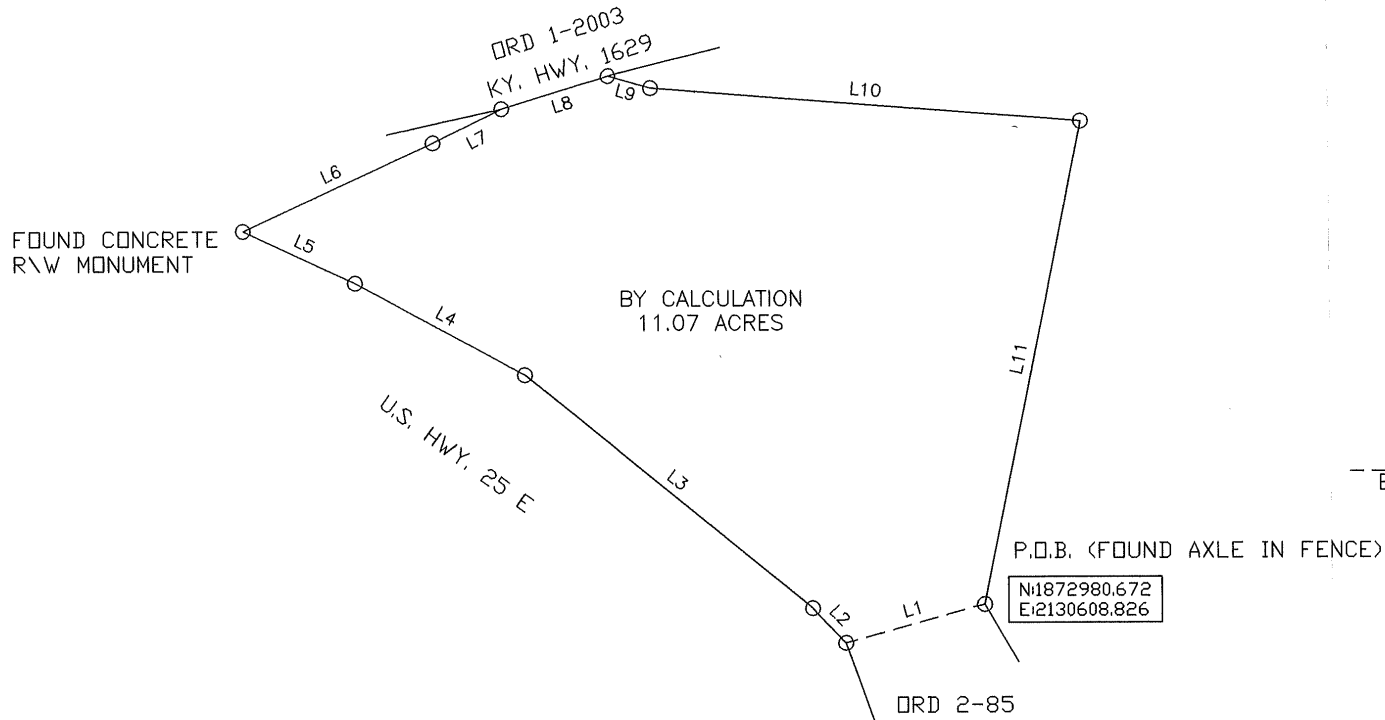 ORD 1-2003
KY. HWY. 1629
L8
L9
L10
L7
L6
FOUND CONCRETE
R\W MONUMENT
L5
L4
BY CALCULATION
11.07 ACRES
L11
U.S. HWY. 25 E
L3
P.O.B. (FOUND AXLE IN FENCE)
N:1872980.672
E:2130608.826
L2
L1
ORD 2-85